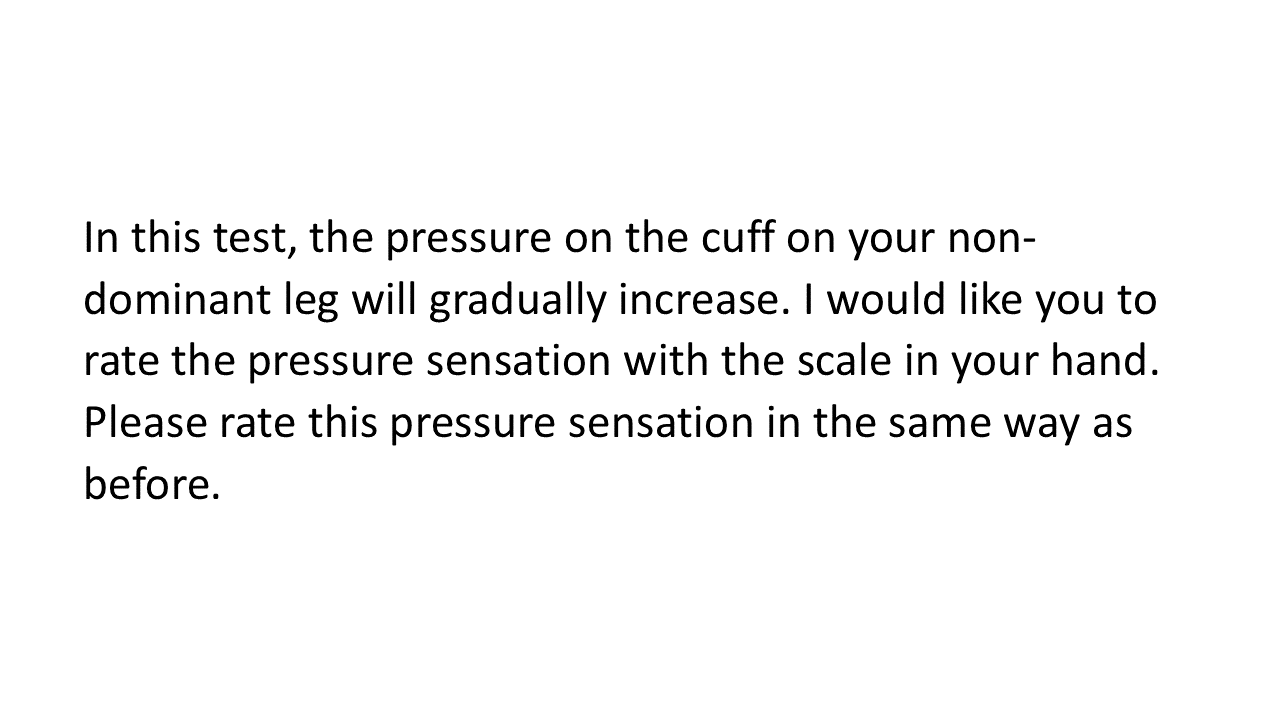 In this test, the pressure on the cuff on your non-
dominant leg will gradually increase. I would like you to
rate the pressure sensation with the scale in your hand.
Please rate this pressure sensation in the same way as
before.